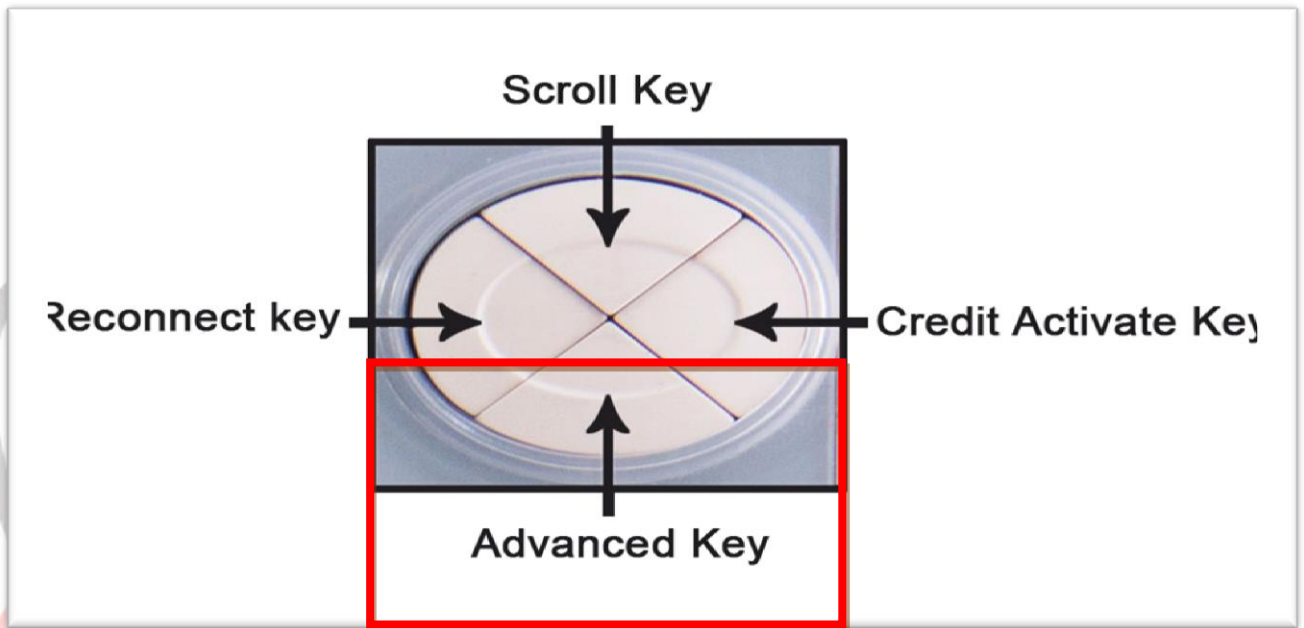 Scroll Key
Reconnect key
Credit Activate Key
Advanced Key